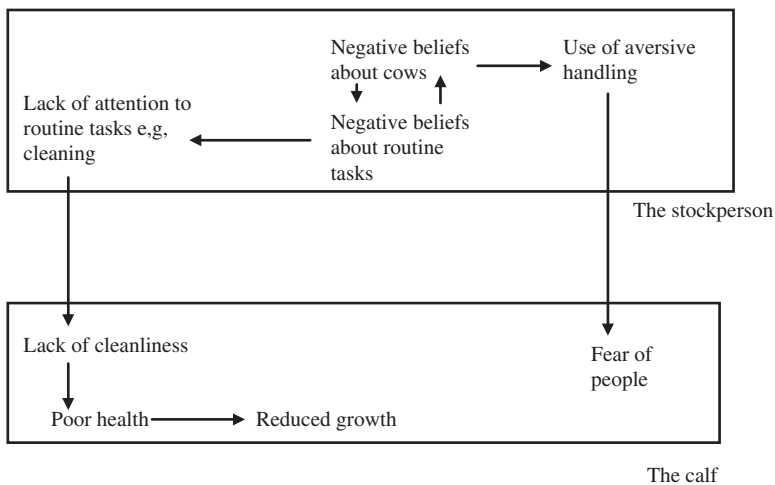 Negative beliefs
about cows
Use of aversive
handling
Lack of attention to
routine tasks e,g,
cleaning
Negative beliefs
about routine
tasks
The stockperson
Lack of cleanliness
Fear of
people
Poor health
Reduced growth
The calf